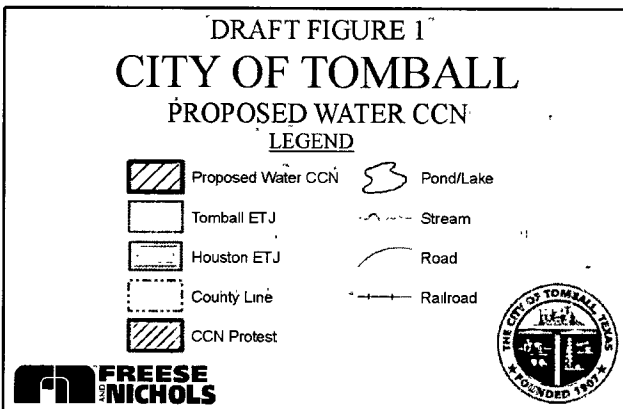 DRAFT FIGURE 1
CITY OF TOMBALL
PROPOSED WATER CCN
LEGEND
Proposed Water CCN
Pond/Lake
Tomball ETJ
Stream
Houston ETJ
Road
County Line
Railroad
CCN Protest
FREESE AND NICHOLS
THE CITY OF TOMBALL, TEXAS
FOUNDED 1907